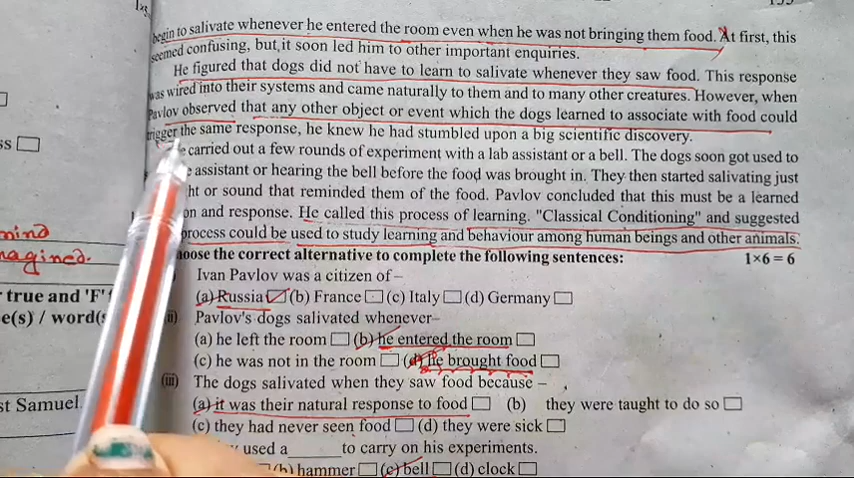 begin to salivate whenever he entered the room even when he was not bringing them food. At first, this
seemed confusing, but it soon led him to other important enquiries.
He figured that dogs did not have to learn to salivate whenever they saw food. This response
was wired into their systems and came naturally to them and to many other creatures. However, when
Pavlov observed that any other object or event which the dogs learned to associate with food could
trigger the same response, he knew he had stumbled upon a big scientific discovery.
carried out a few rounds of experiment with a lab assistant or a bell. The dogs soon got used to
assistant or hearing the bell before the food was brought in. They then started salivating just
ht or sound that reminded them of the food. Pavlov concluded that this must be a learned
on and response. He called this process of learning. "Classical Conditioning" and suggested
process could be used to study learning and behaviour among human beings and other animals.
oose the correct alternative to complete the following sentences: 1×6 = 6
Ivan Pavlov was a citizen of –
(a) Russia (b) France (c) Italy (d) Germany
(ii) Pavlov's dogs salivated whenever–
(a) he left the room (b) he entered the room
(c) he was not in the room (d) he brought food
(iii) The dogs salivated when they saw food because –
(a) it was their natural response to food (b) they were taught to do so
(c) they had never seen food (d) they were sick
used a ______ to carry on his experiments.
(b) hammer (c) bell (d) clock
ss
mind
magined.
true and 'F'
e(s) / word(s
st Samuel